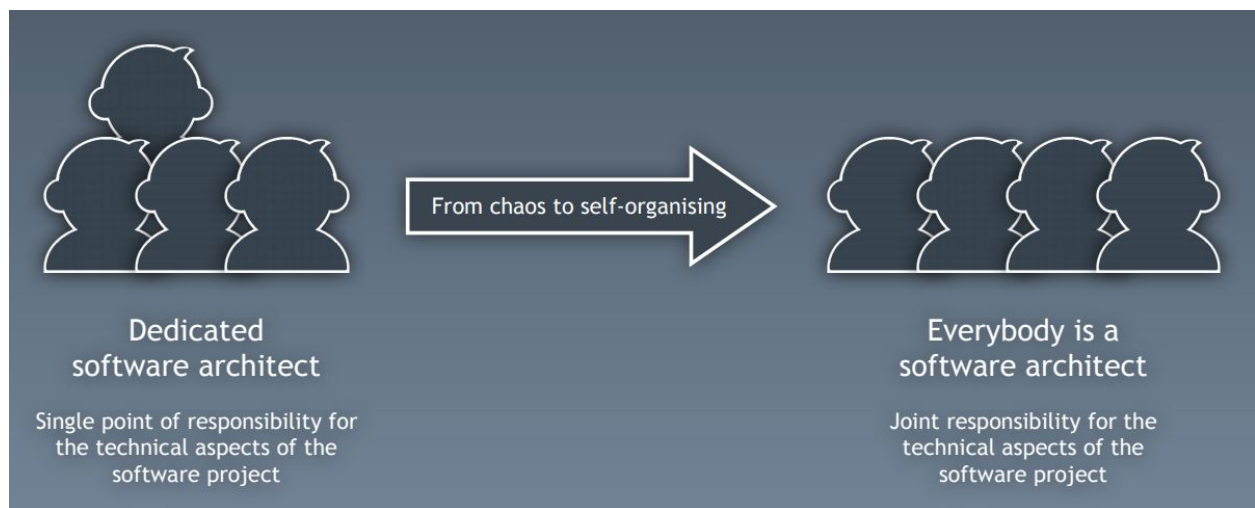 From chaos to self-organising
Dedicated
software architect
Single point of responsibility for
the technical aspects of the
software project
Everybody is a
software architect
Joint responsibility for the
technical aspects of the
software project